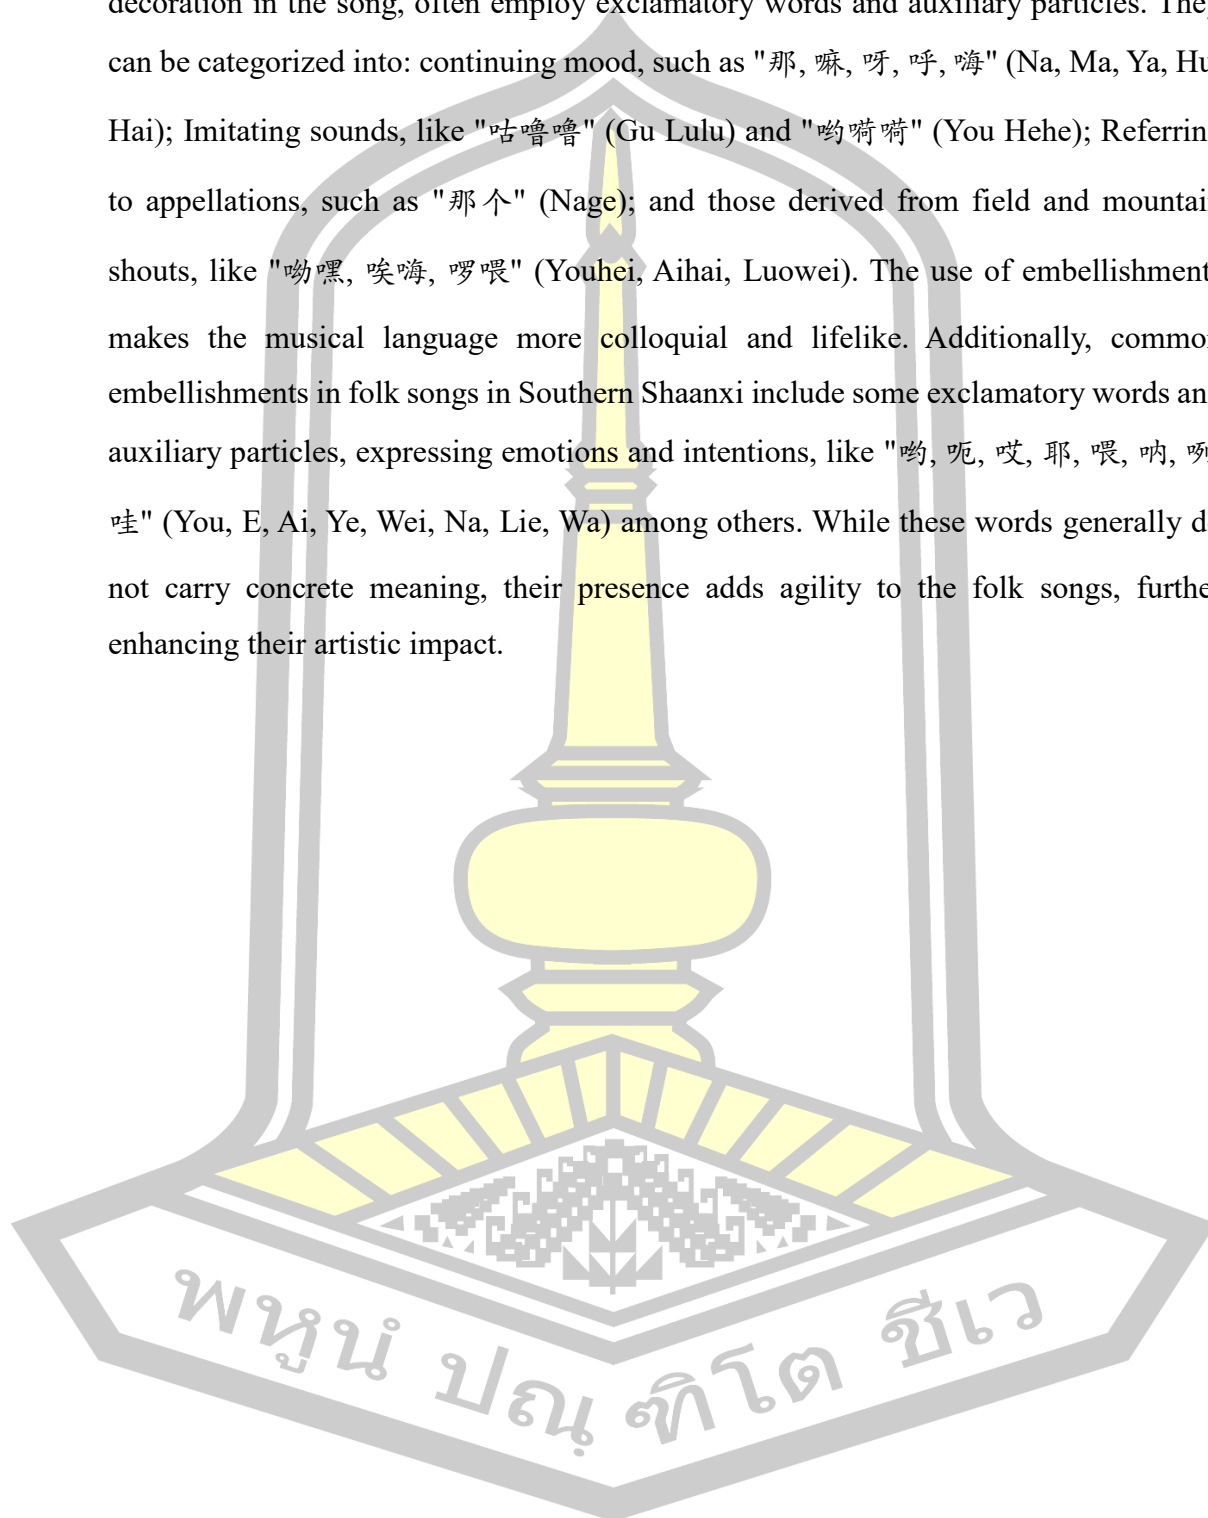 decoration in the song, often employ exclamatory words and auxiliary particles. They
can be categorized into: continuing mood, such as "那, 嘛, 呀, 呼, 嗨" (Na, Ma, Ya, Hu
Hai); Imitating sounds, like "咕噜噜" (Gu Lulu) and "哟嗬嗬" (You Hehe); Referrin
to appellations, such as "那个" (Nage); and those derived from field and mountai
shouts, like "呦嘿, 唉嗨, 啰喂" (Youhei, Aihai, Luowei). The use of embellishment
makes the musical language more colloquial and lifelike. Additionally, commo
embellishments in folk songs in Southern Shaanxi include some exclamatory words an
auxiliary particles, expressing emotions and intentions, like "哟, 呃, 哎, 耶, 喂, 呐, 咧
哇" (You, E, Ai, Ye, Wei, Na, Lie, Wa) among others. While these words generally d
not carry concrete meaning, their presence adds agility to the folk songs, furthe
enhancing their artistic impact.
พหูนํ ปณฺฑิโต ชีเว